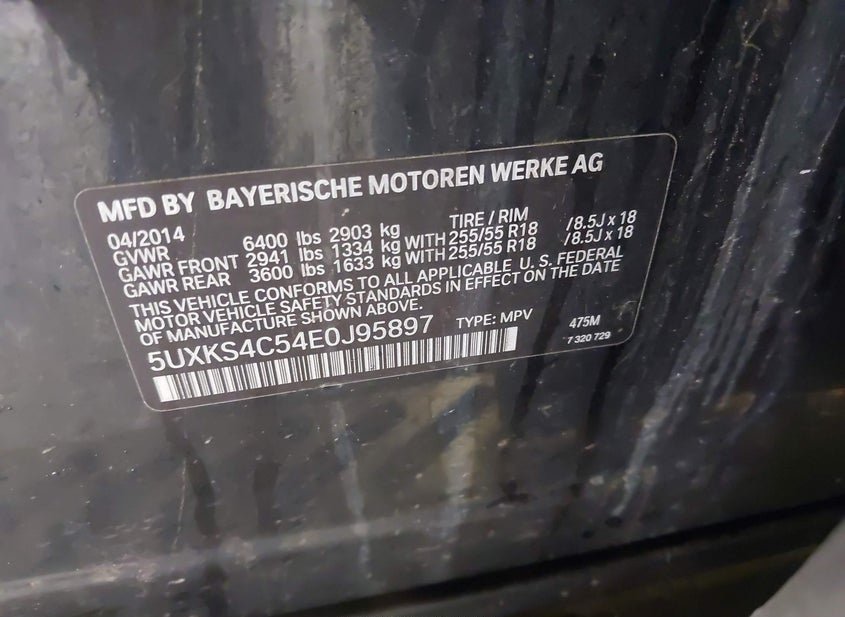 MFD BY BAYERISCHE MOTOREN WERKE AG
04/2014 TIRE / RIM
GVWR 6400 lbs 2903 kg
GAWR FRONT 2941 lbs 1334 kg WITH 255/55 R18 /8.5J x 18
GAWR REAR 3600 lbs 1633 kg WITH 255/55 R18 /8.5J x 18
THIS VEHICLE CONFORMS TO ALL APPLICABLE U. S. FEDERAL
MOTOR VEHICLE SAFETY STANDARDS IN EFFECT ON THE DATE
OF MANUFACTURE SHOWN ABOVE.
5UXKS4C54E0J95897 TYPE: MPV 475M
7 320 729